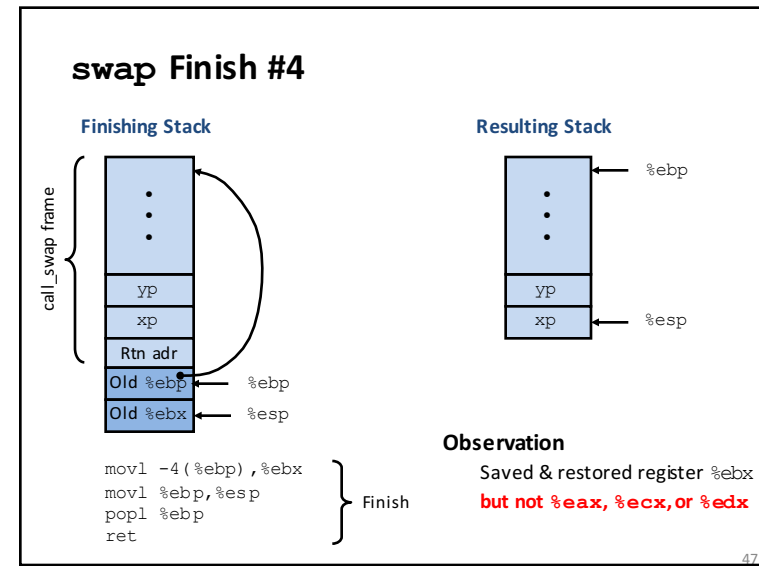 swap Finish #4
Finishing Stack
call_swap frame
yp
xp
Rtn adr
Old %ebp
%ebp
Old %ebx
%esp
movl -4(%ebp),%ebx
movl %ebp,%esp
popl %ebp
ret
Finish
Resulting Stack
%ebp
yp
xp
%esp
Observation
Saved & restored register %ebx
but not %eax, %ecx, or %edx
47